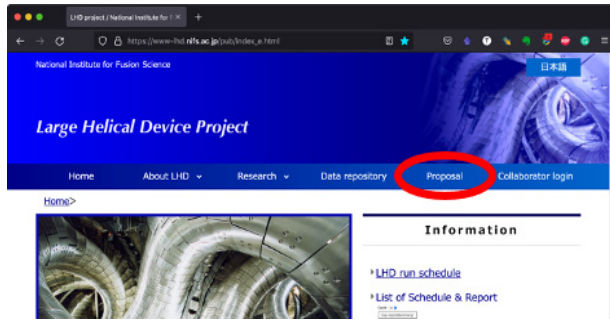 LHD project / National Institute for F
https://www-lhd.nifs.ac.jp/pub/index_e.html
National Institute for Fusion Science
日本語
Large Helical Device Project
Home About LHD Research Data repository Proposal Collaborator login
Home>
Information
LHD run schedule
List of Schedule & Report